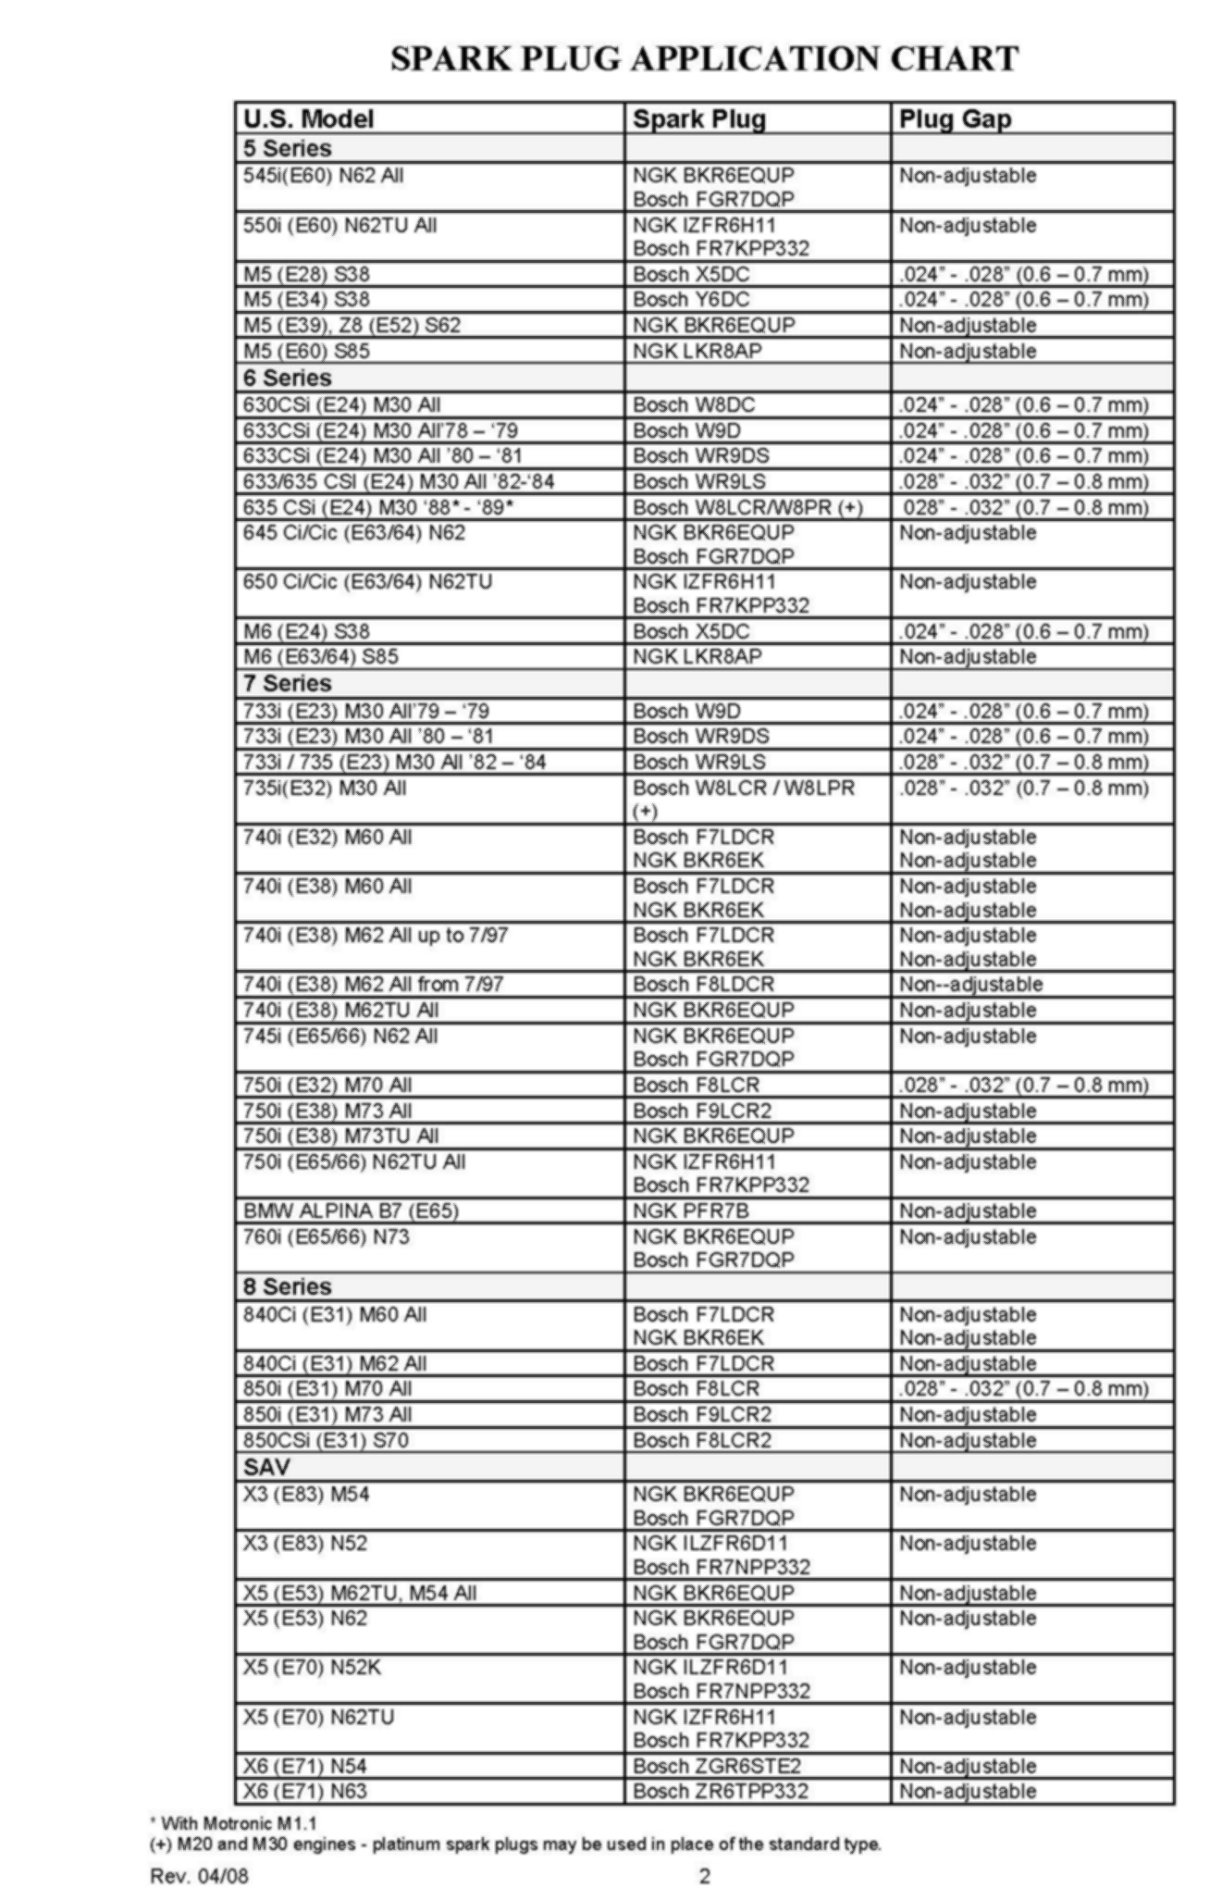 SPARK PLUG APPLICATION CHART
U.S. Model Spark Plug Plug Gap
5 Series
545i(E60) N62 All NGK BKR6EQUP Non-adjustable
Bosch FGR7DQP
550i (E60) N62TU All NGK IZFR6H11 Non-adjustable
Bosch FR7KPP332
M5 (E28) S38 Bosch X5DC .024” - .028” (0.6 – 0.7 mm)
M5 (E34) S38 Bosch Y6DC .024” - .028” (0.6 – 0.7 mm)
M5 (E39), Z8 (E52) S62 NGK BKR6EQUP Non-adjustable
M5 (E60) S85 NGK LKR8AP Non-adjustable
6 Series
630CSi (E24) M30 All Bosch W8DC .024” - .028” (0.6 – 0.7 mm)
633CSi (E24) M30 All’78 – ‘79 Bosch W9D .024” - .028” (0.6 – 0.7 mm)
633CSi (E24) M30 All ’80 – ‘81 Bosch WR9DS .024” - .028” (0.6 – 0.7 mm)
633/635 CSI (E24) M30 All ’82-‘84 Bosch WR9LS .028” - .032” (0.7 – 0.8 mm)
635 CSi (E24) M30 ‘88* - ‘89* Bosch W8LCR/W8PR (+) 028” - .032” (0.7 – 0.8 mm)
645 Ci/Cic (E63/64) N62 NGK BKR6EQUP Non-adjustable
Bosch FGR7DQP
650 Ci/Cic (E63/64) N62TU NGK IZFR6H11 Non-adjustable
Bosch FR7KPP332
M6 (E24) S38 Bosch X5DC .024” - .028” (0.6 – 0.7 mm)
M6 (E63/64) S85 NGK LKR8AP Non-adjustable
7 Series
733i (E23) M30 All’79 – ‘79 Bosch W9D .024” - .028” (0.6 – 0.7 mm)
733i (E23) M30 All ’80 – ‘81 Bosch WR9DS .024” - .028” (0.6 – 0.7 mm)
733i / 735 (E23) M30 All ’82 – ‘84 Bosch WR9LS .028” - .032” (0.7 – 0.8 mm)
735i(E32) M30 All Bosch W8LCR / W8LPR .028” - .032” (0.7 – 0.8 mm)
(+)
740i (E32) M60 All Bosch F7LDCR Non-adjustable
NGK BKR6EK Non-adjustable
740i (E38) M60 All Bosch F7LDCR Non-adjustable
NGK BKR6EK Non-adjustable
740i (E38) M62 All up to 7/97 Bosch F7LDCR Non-adjustable
NGK BKR6EK Non-adjustable
740i (E38) M62 All from 7/97 Bosch F8LDCR Non--adjustable
740i (E38) M62TU All NGK BKR6EQUP Non-adjustable
745i (E65/66) N62 All NGK BKR6EQUP Non-adjustable
Bosch FGR7DQP
750i (E32) M70 All Bosch F8LCR .028” - .032” (0.7 – 0.8 mm)
750i (E38) M73 All Bosch F9LCR2 Non-adjustable
750i (E38) M73TU All NGK BKR6EQUP Non-adjustable
750i (E65/66) N62TU All NGK IZFR6H11 Non-adjustable
Bosch FR7KPP332
BMW ALPINA B7 (E65) NGK PFR7B Non-adjustable
760i (E65/66) N73 NGK BKR6EQUP Non-adjustable
Bosch FGR7DQP
8 Series
840Ci (E31) M60 All Bosch F7LDCR Non-adjustable
NGK BKR6EK Non-adjustable
840Ci (E31) M62 All Bosch F7LDCR Non-adjustable
850i (E31) M70 All Bosch F8LCR .028” - .032” (0.7 – 0.8 mm)
850i (E31) M73 All Bosch F9LCR2 Non-adjustable
850CSi (E31) S70 Bosch F8LCR2 Non-adjustable
SAV
X3 (E83) M54 NGK BKR6EQUP Non-adjustable
Bosch FGR7DQP
X3 (E83) N52 NGK ILZFR6D11 Non-adjustable
Bosch FR7NPP332
X5 (E53) M62TU, M54 All NGK BKR6EQUP Non-adjustable
X5 (E53) N62 NGK BKR6EQUP Non-adjustable
Bosch FGR7DQP
X5 (E70) N52K NGK ILZFR6D11 Non-adjustable
Bosch FR7NPP332
X5 (E70) N62TU NGK IZFR6H11 Non-adjustable
Bosch FR7KPP332
X6 (E71) N54 Bosch ZGR6STE2 Non-adjustable
X6 (E71) N63 Bosch ZR6TPP332 Non-adjustable
* With Motronic M1.1
(+) M20 and M30 engines - platinum spark plugs may be used in place of the standard type.
Rev. 04/08 2